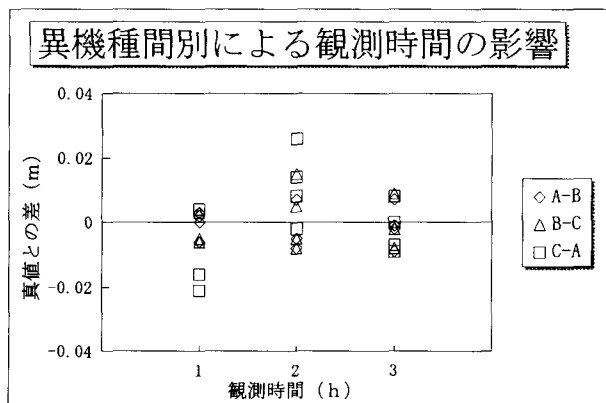 異機種間別による観測時間の影響
0.04
0.02
0
-0.02
-0.04
真値との差 (m)
1 2 3
観測時間 (h)
A-B
B-C
C-A